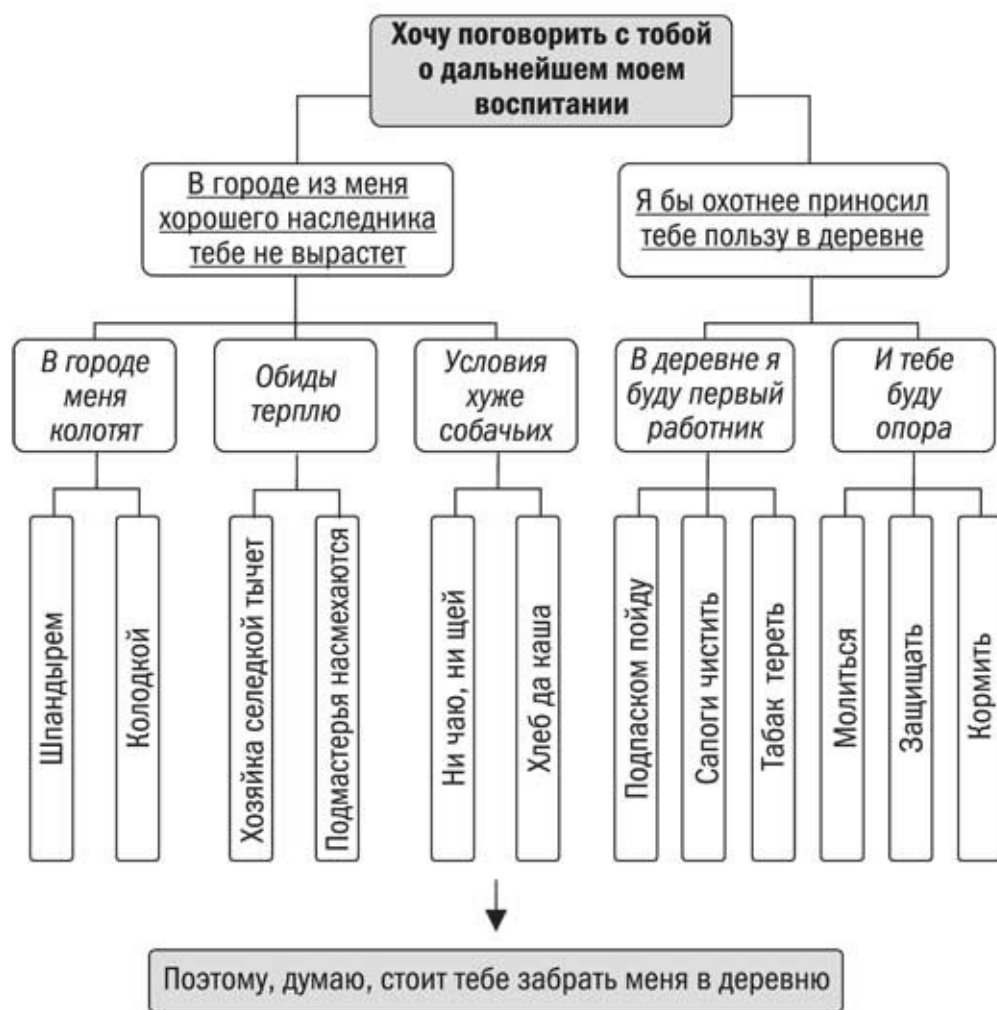 Хочу поговорить с тобой
о дальнейшем моем
воспитании
В городе из меня
хорошего наследника
тебе не вырастет
Я бы охотнее приносил
тебе пользу в деревне
В городе
меня
колотят
Обиды
терплю
Условия
хуже
собачьих
В деревне я
буду первый
работник
И тебе
буду
опора
Шпандырем
Колодкой
Хозяйка селедкой тычет
Подмастерья насмехаются
Ни чаю, ни щей
Хлеб да каша
Подпаском пойду
Сапоги чистить
Табак тереть
Молиться
Защищать
Кормить
Поэтому, думаю, стоит тебе забрать меня в деревню